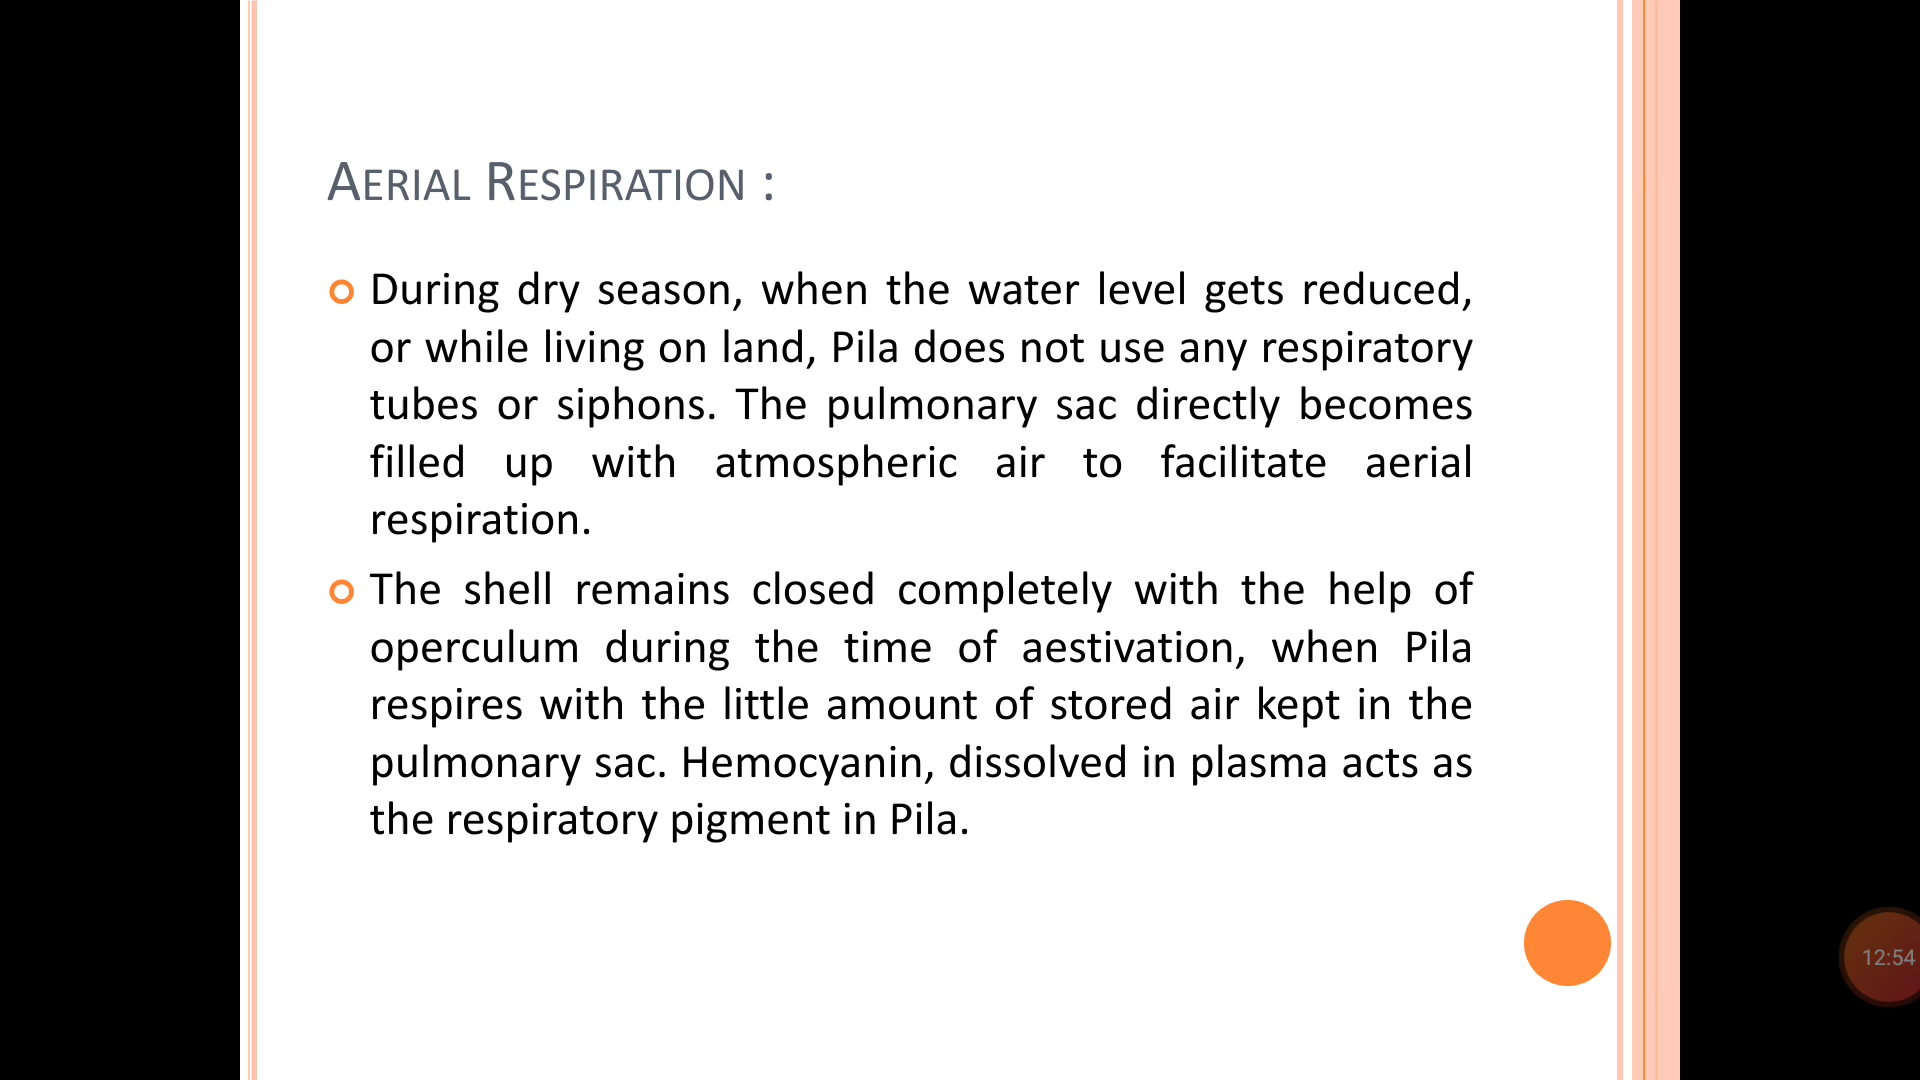 AERIAL RESPIRATION :
During dry season, when the water level gets reduced,
or while living on land, Pila does not use any respiratory
tubes or siphons. The pulmonary sac directly becomes
filled up with atmospheric air to facilitate aerial
respiration.
The shell remains closed completely with the help of
operculum during the time of aestivation, when Pila
respires with the little amount of stored air kept in the
pulmonary sac. Hemocyanin, dissolved in plasma acts as
the respiratory pigment in Pila.
12:54